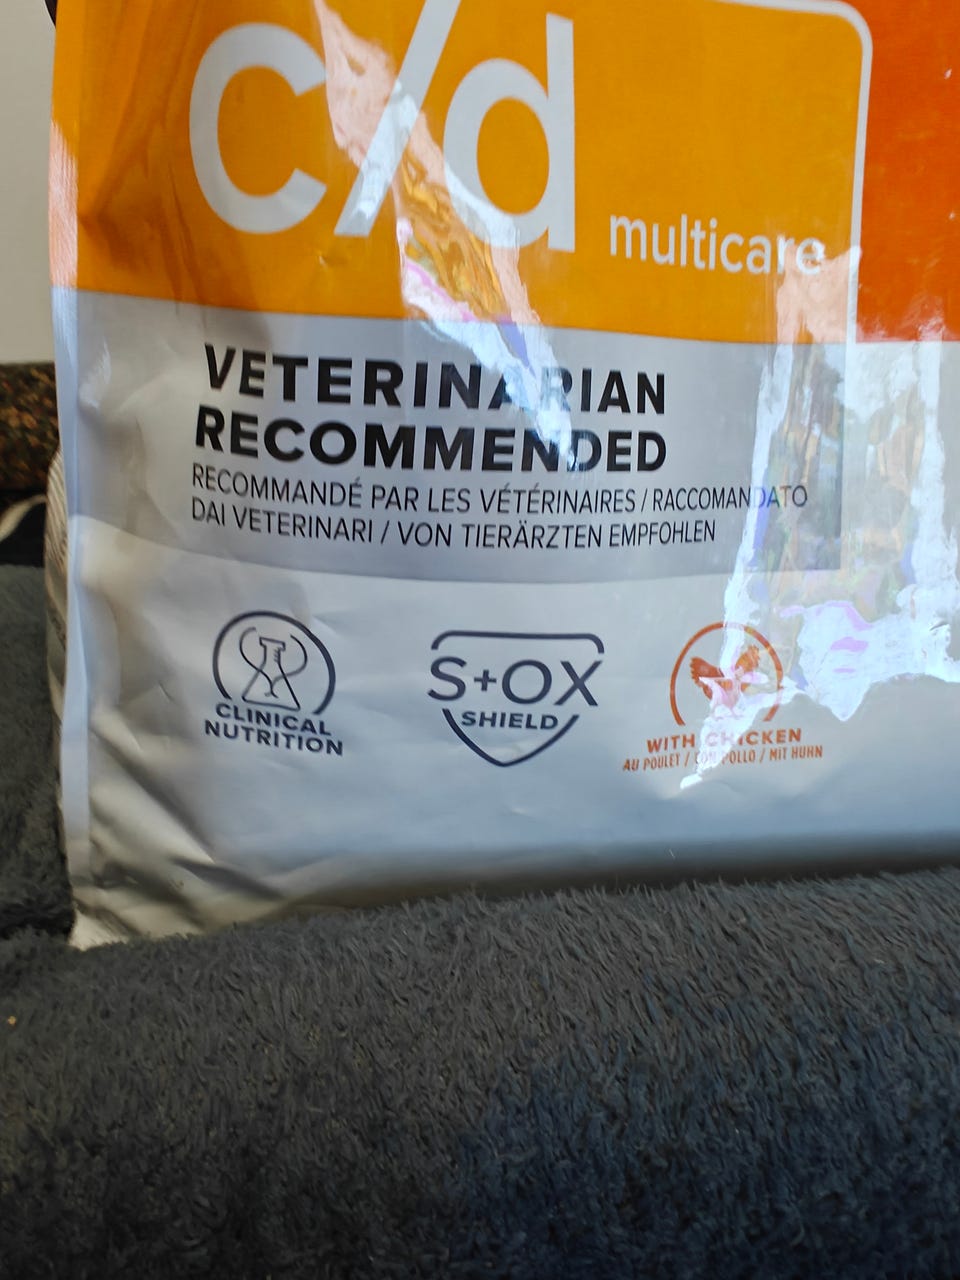 c/d
multicare
VETERINARIAN
RECOMMENDED
RECOMMANDÉ PAR LES VÉTÉRINAIRES / RACCOMANDATO
DAI VETERINARI / VON TIERÄRZTEN EMPFOHLEN
CLINICAL
NUTRITION
S+OX
SHIELD
WITH CHICKEN
AU POULET / CON POLLO / MIT HUHN